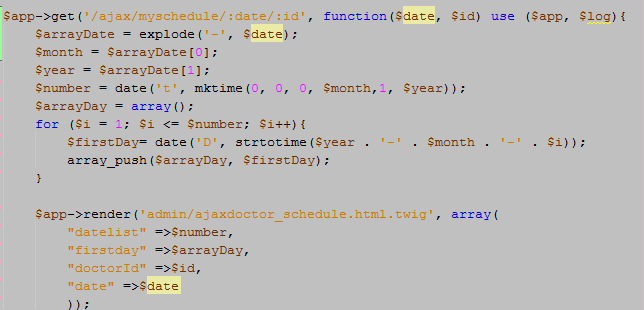 $app->get('/ajax/myschedule/:date/:id', function($date, $id) use ($app, $log){
$arrayDate = explode('-', $date);
$month = $arrayDate[0];
$year = $arrayDate[1];
$number = date('t', mktime(0, 0, 0, $month,1, $year));
$arrayDay = array();
for ($i = 1; $i <= $number; $i++){
$firstDay= date('D', strtotime($year . '-' . $month . '-' . $i));
array_push($arrayDay, $firstDay);
}
$app->render('admin/ajaxdoctor_schedule.html.twig', array(
"datelist" =>$number,
"firstday" =>$arrayDay,
"doctorId" =>$id,
"date" =>$date
));